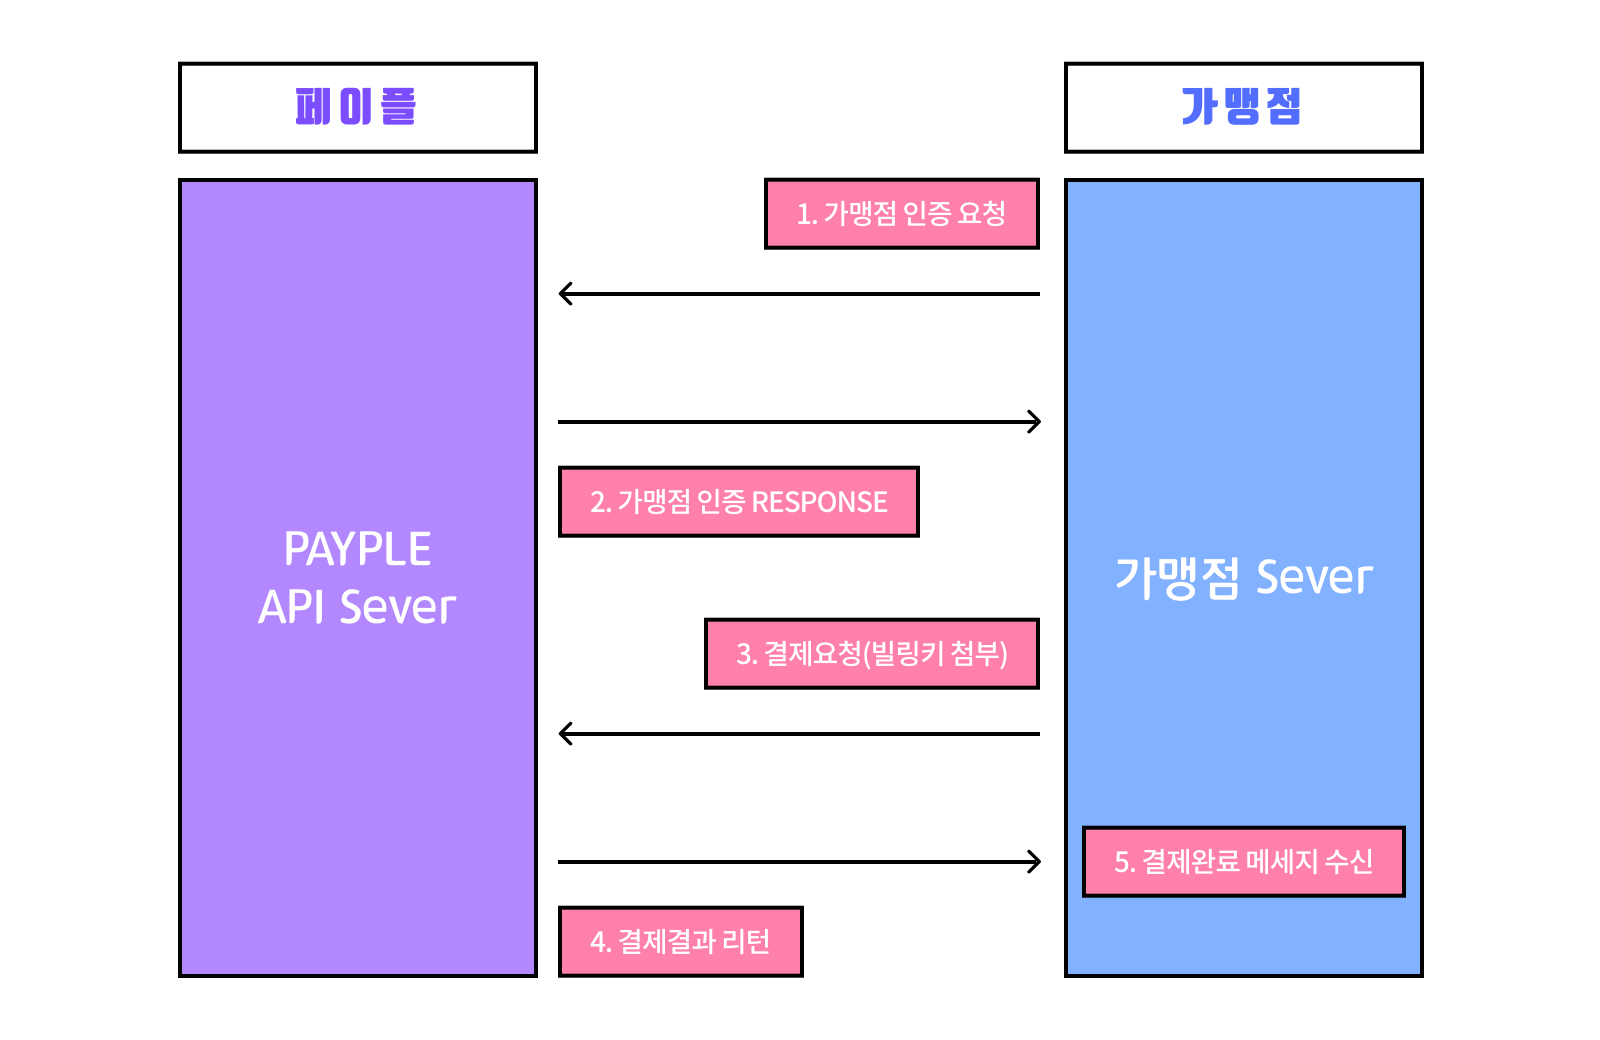 페이플
가맹점
1. 가맹점 인증 요청
2. 가맹점 인증 RESPONSE
PAYPLE
API Sever
가맹점 Sever
3. 결제요청(빌링키 첨부)
5. 결제완료 메세지 수신
4. 결제결과 리턴